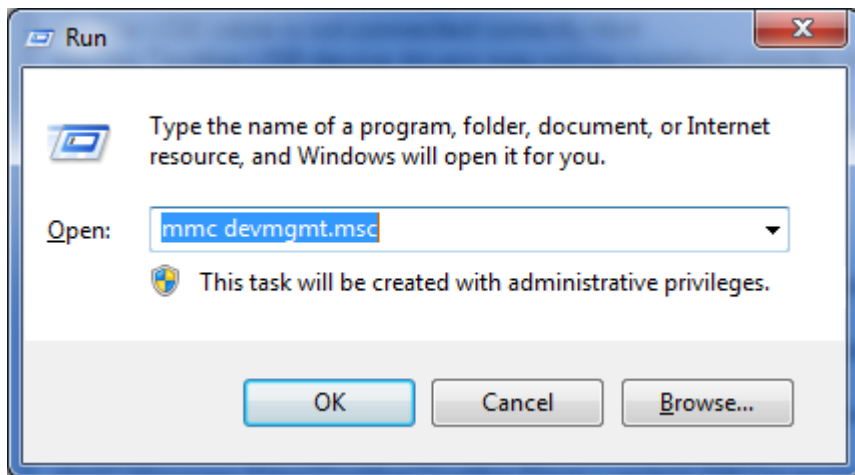 Run
Type the name of a program, folder, document, or Internet
resource, and Windows will open it for you.
Open: mmc devmgmt.msc
This task will be created with administrative privileges.
OK Cancel Browse...